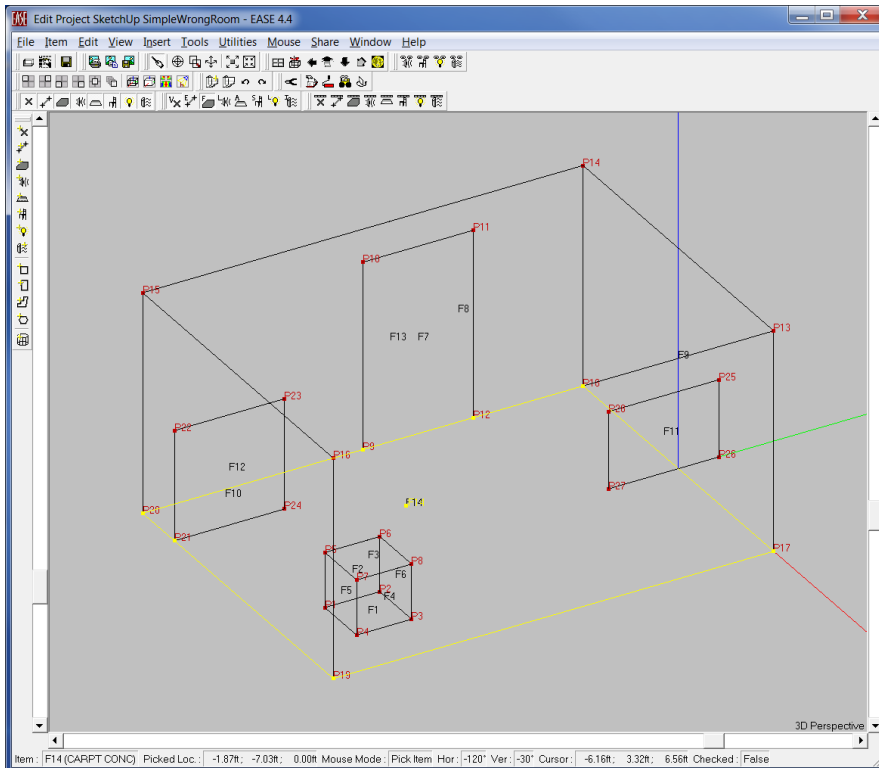 Edit Project SketchUp SimpleWrongRoom - EASE 4.4
File Item Edit View Insert Tools Utilities Mouse Share Window Help
P14
P11
P10
P15
F8
P13
F13 F7
F9
P18
P25
P23
P28
P12
P22
F11
P9
P16
P26
F12
P27
F10
F14
P24
P20
P21
P6
P17
P5
F3
P8
F2
F6
P7
F5
P2
F4
P1
F1
P3
P4
P19
3D Perspective
Item : F14 (CARPT CONC) Picked Loc. : -1.87ft; -7.03ft; 0.00ft Mouse Mode : Pick Item Hor : -120° Ver : -30° Cursor : -6.16ft; 3.32ft; 6.56ft Checked : False